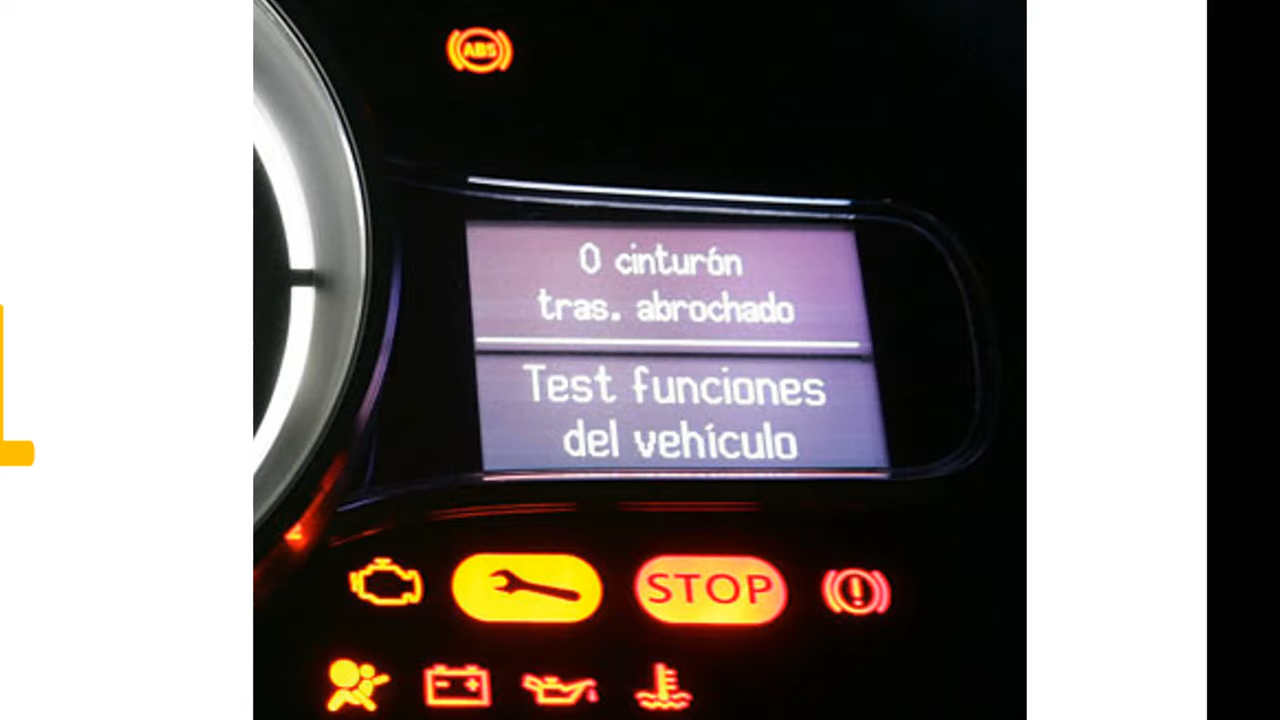 ABS
0 cinturón
tras. abrochado
Test funciones
del vehículo
STOP